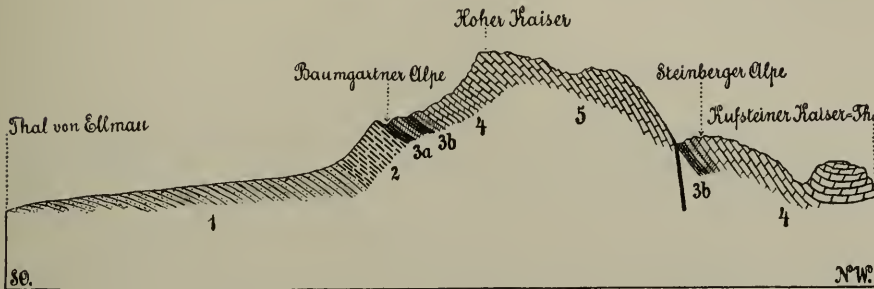 Hoher Kaiser
Baumgartner Alpe
Steinberger Alpe
Thal von Ellmau
Kufsteiner Kaiser=Tha
5
4
3b
3a
2
3b
1
4
SO.
NW.